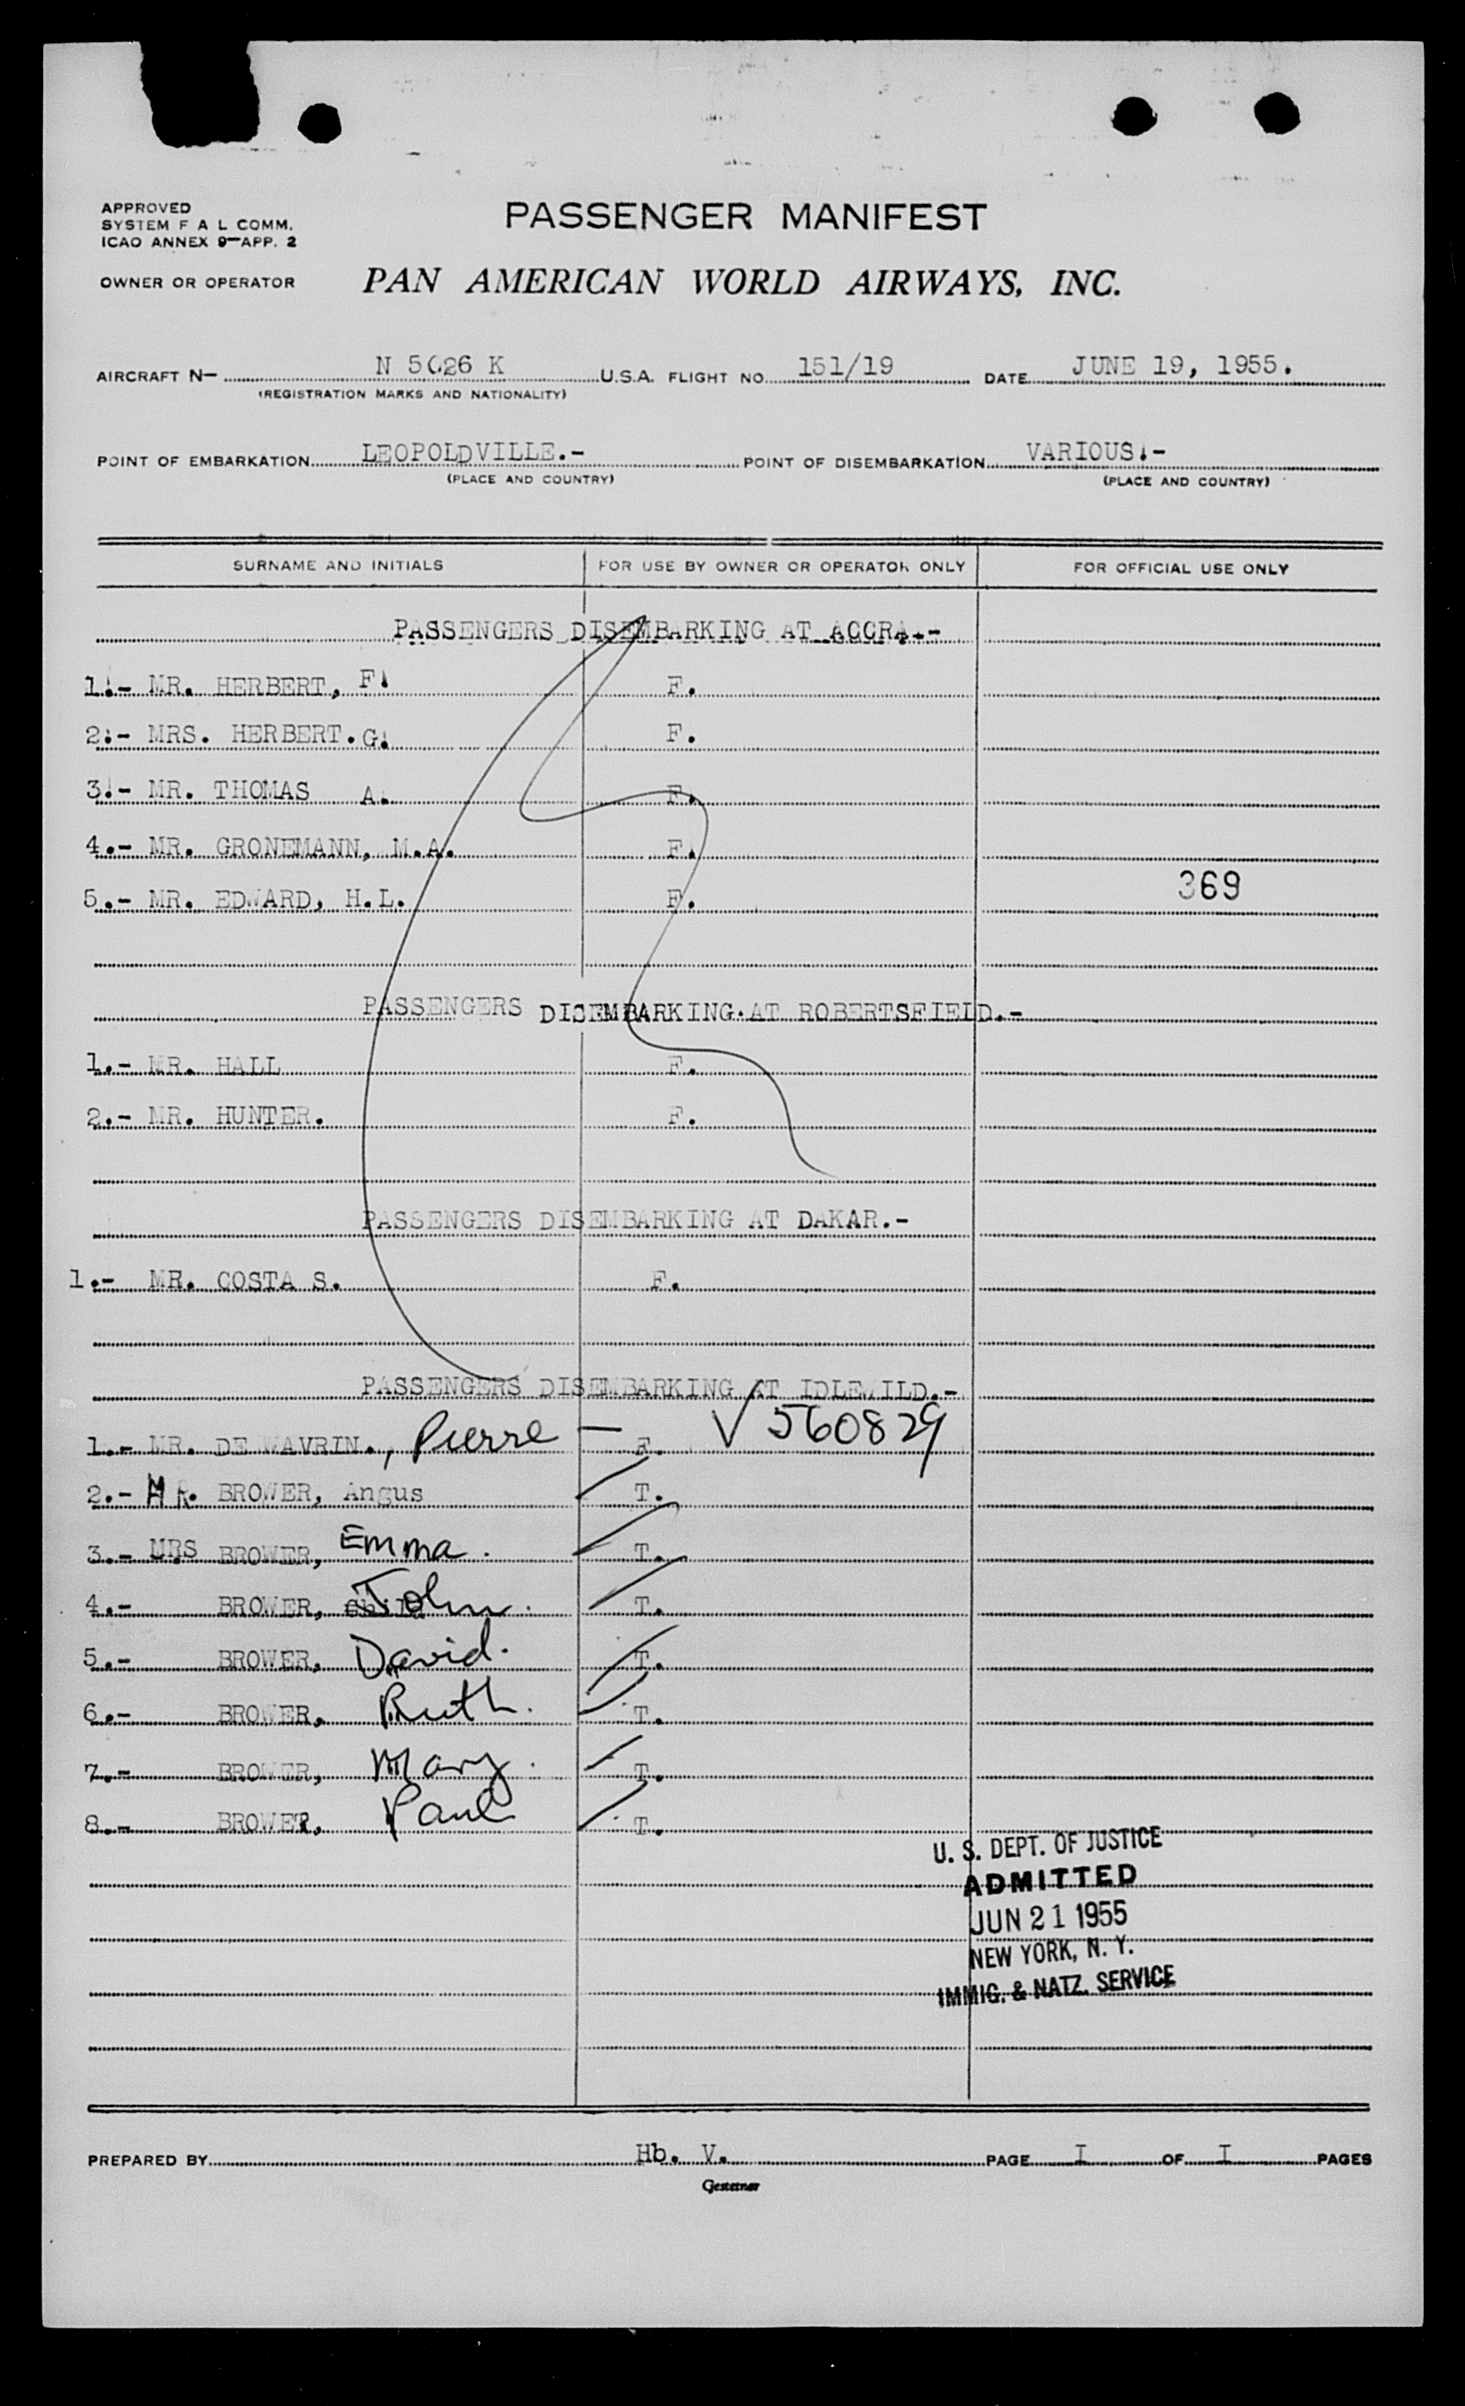 APPROVED
SYSTEM F A L COMM.
ICAO ANNEX 9—APP. 2
PASSENGER MANIFEST
OWNER OR OPERATOR PAN AMERICAN WORLD AIRWAYS, INC.
AIRCRAFT N— N 5026 K U.S.A. FLIGHT NO. 151/19 DATE JUNE 19, 1955.
(REGISTRATION MARKS AND NATIONALITY)
POINT OF EMBARKATION LEOPOLDVILLE.- POINT OF DISEMBARKATION VARIOUS.-
(PLACE AND COUNTRY) (PLACE AND COUNTRY)
SURNAME AND INITIALS FOR USE BY OWNER OR OPERATOR ONLY FOR OFFICIAL USE ONLY
PASSENGERS DISEMBARKING AT ACCRA.-
1.- MR. HERBERT, F. F.
2.- MRS. HERBERT. G. F.
3.- MR. THOMAS A. F.
4.- MR. GRONEMANN, M.A. F.
5.- MR. EDWARD, H.L. F. 369
PASSENGERS DISEMBARKING AT ROBERTSFIELD.-
1.- MR. HALL F.
2.- MR. HUNTER. F.
PASSENGERS DISEMBARKING AT DAKAR.-
1.- MR. COSTA S. F.
PASSENGERS DISEMBARKING AT IDLEWILD.-
1.- MR. DE WAVRIN., Pierre — F. √ 560829
2.- MR. BROWER, Angus T.
3.- MRS BROWER, Emma. T.
4.- BROWER, John. T.
5.- BROWER, David. T.
6.- BROWER, Ruth. T.
7.- BROWER, Mary. T.
8.- BROWER, Paul T.
U. S. DEPT. OF JUSTICE
ADMITTED
JUN 21 1955
NEW YORK, N. Y.
IMMIG. & NATZ. SERVICE
PREPARED BY Hb. V. PAGE I OF I PAGES
Gestetner